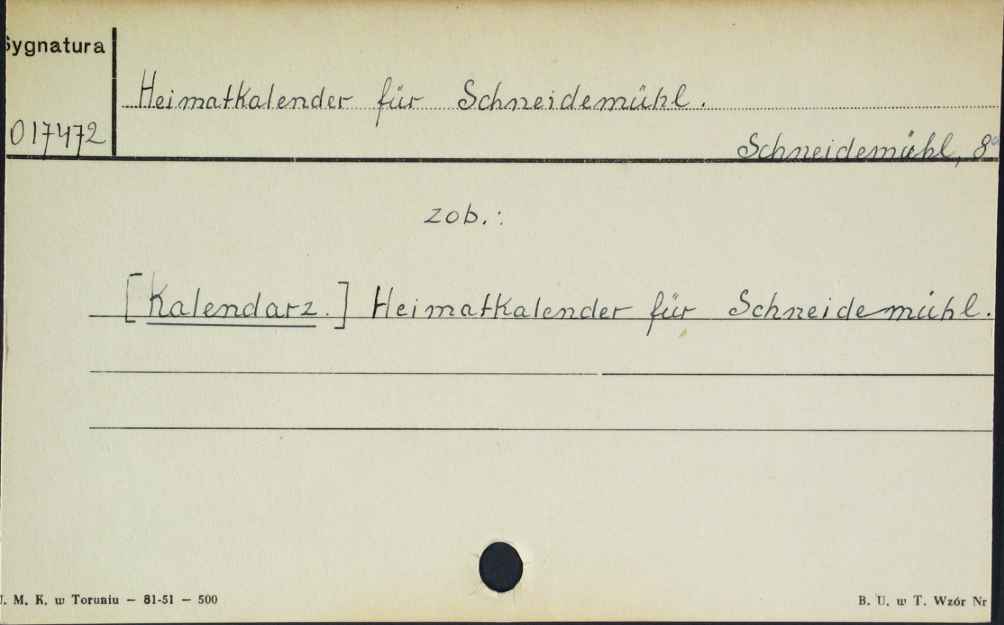 Sygnatura
Heimatkalender für Schneidemühl.
017472
Schneidemühl, 8°
zob.:
[Kalendarz.] Heimatkalender für Schneidemühl.
. M. K. w Toruniu — 81-51 — 500
B. U. w T. Wzór Nr